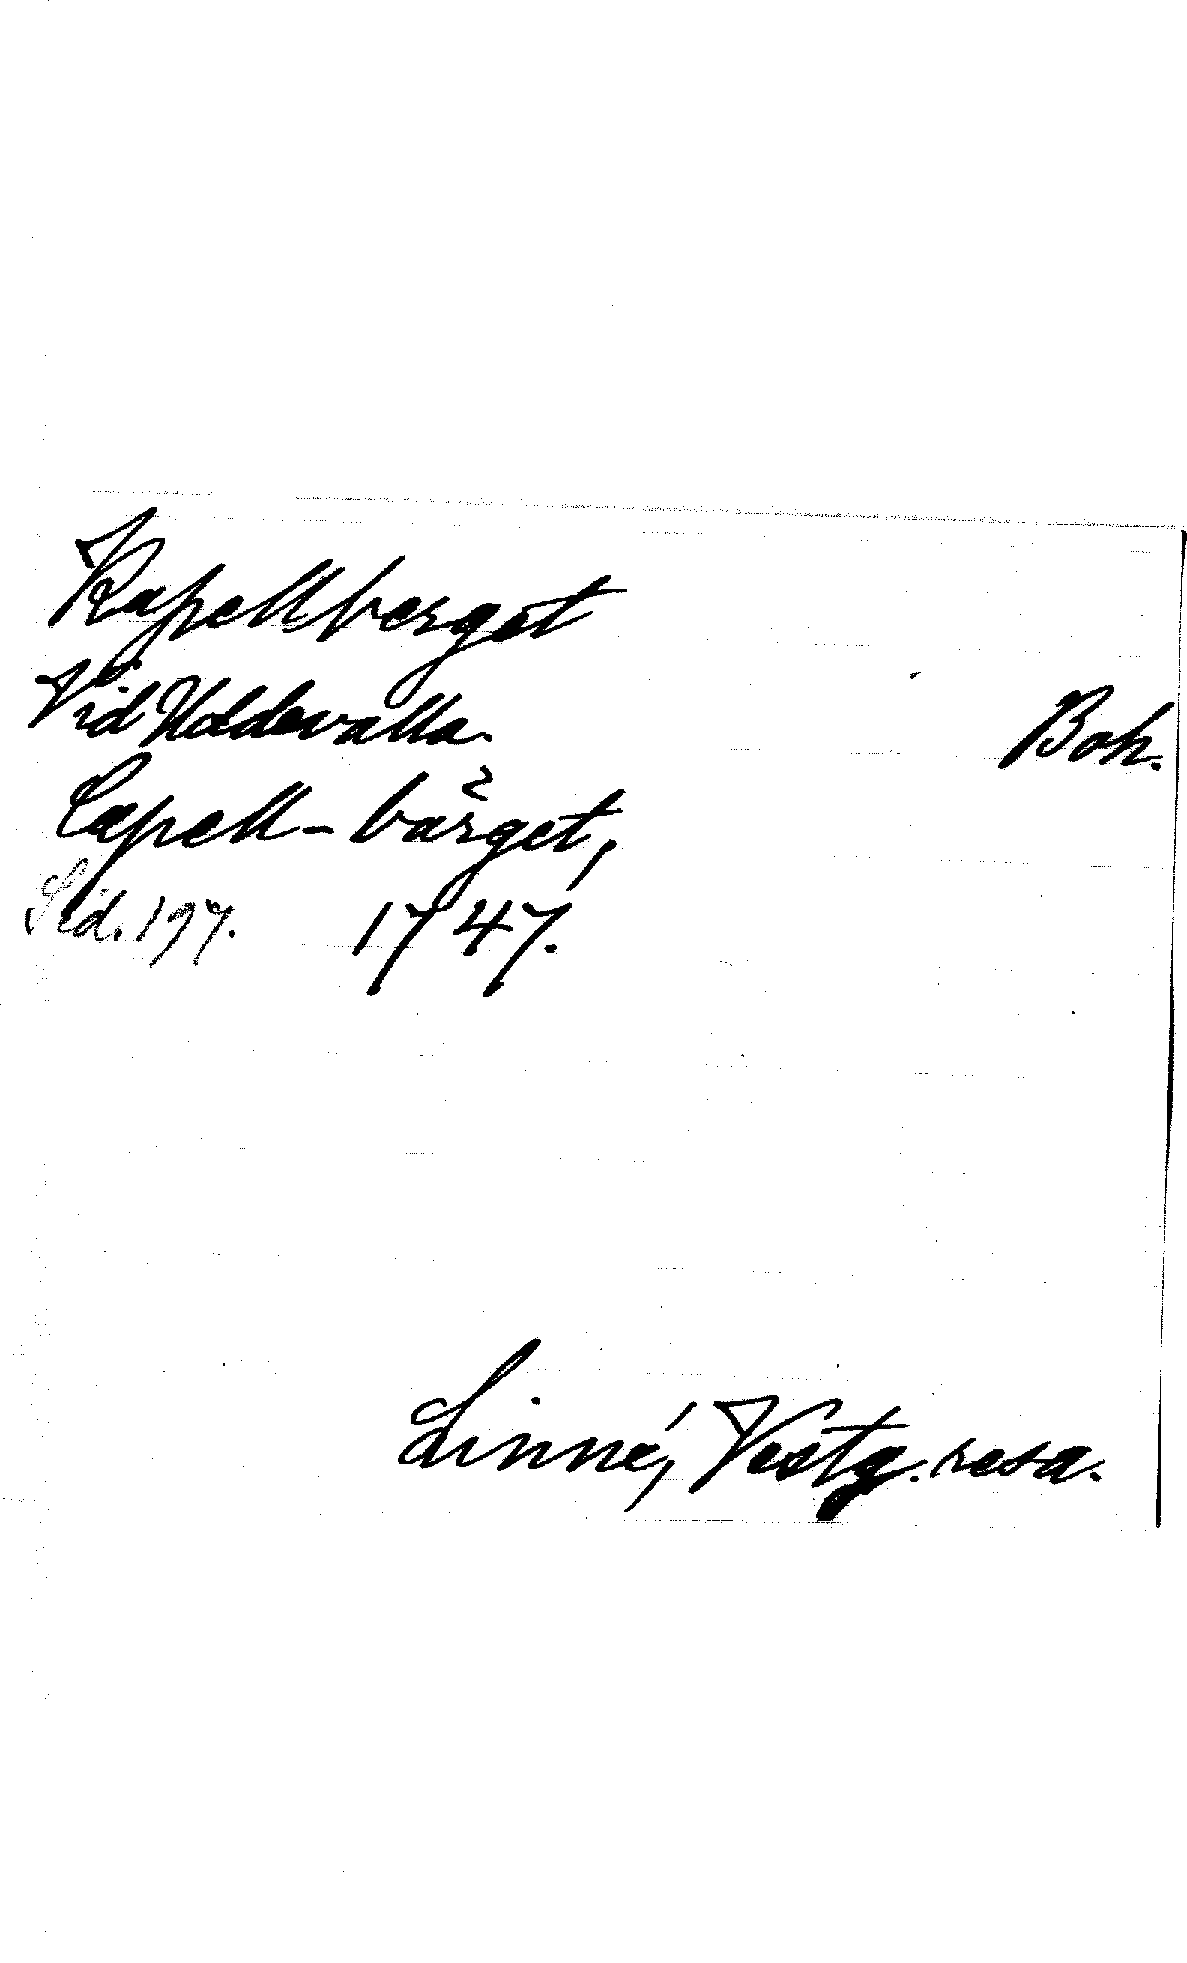 Kapellberget
Vid Uddevalla.
Boh.
Capell-bärget,
Sid. 197. 1747.
Linné, Vestg. resa.